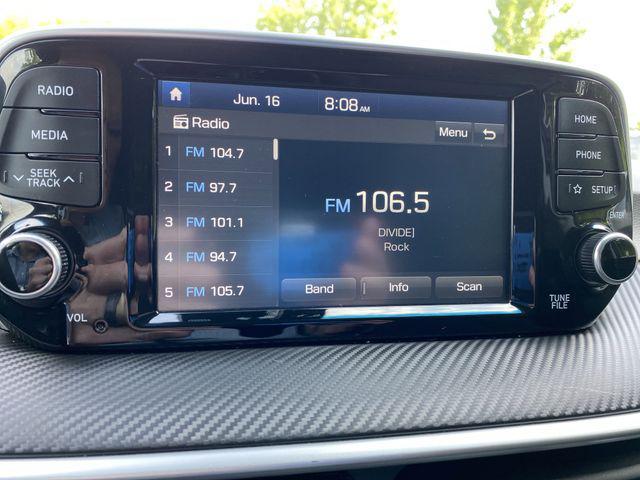 RADIO
MEDIA
SEEK
TRACK
VOL
Jun. 16 8:08 AM
Radio
Menu
1 FM 104.7
2 FM 97.7
3 FM 101.1
4 FM 94.7
5 FM 105.7
FM 106.5
DIVIDE]
Rock
Band Info Scan
HOME
PHONE
SETUP
ENTER
TUNE
FILE